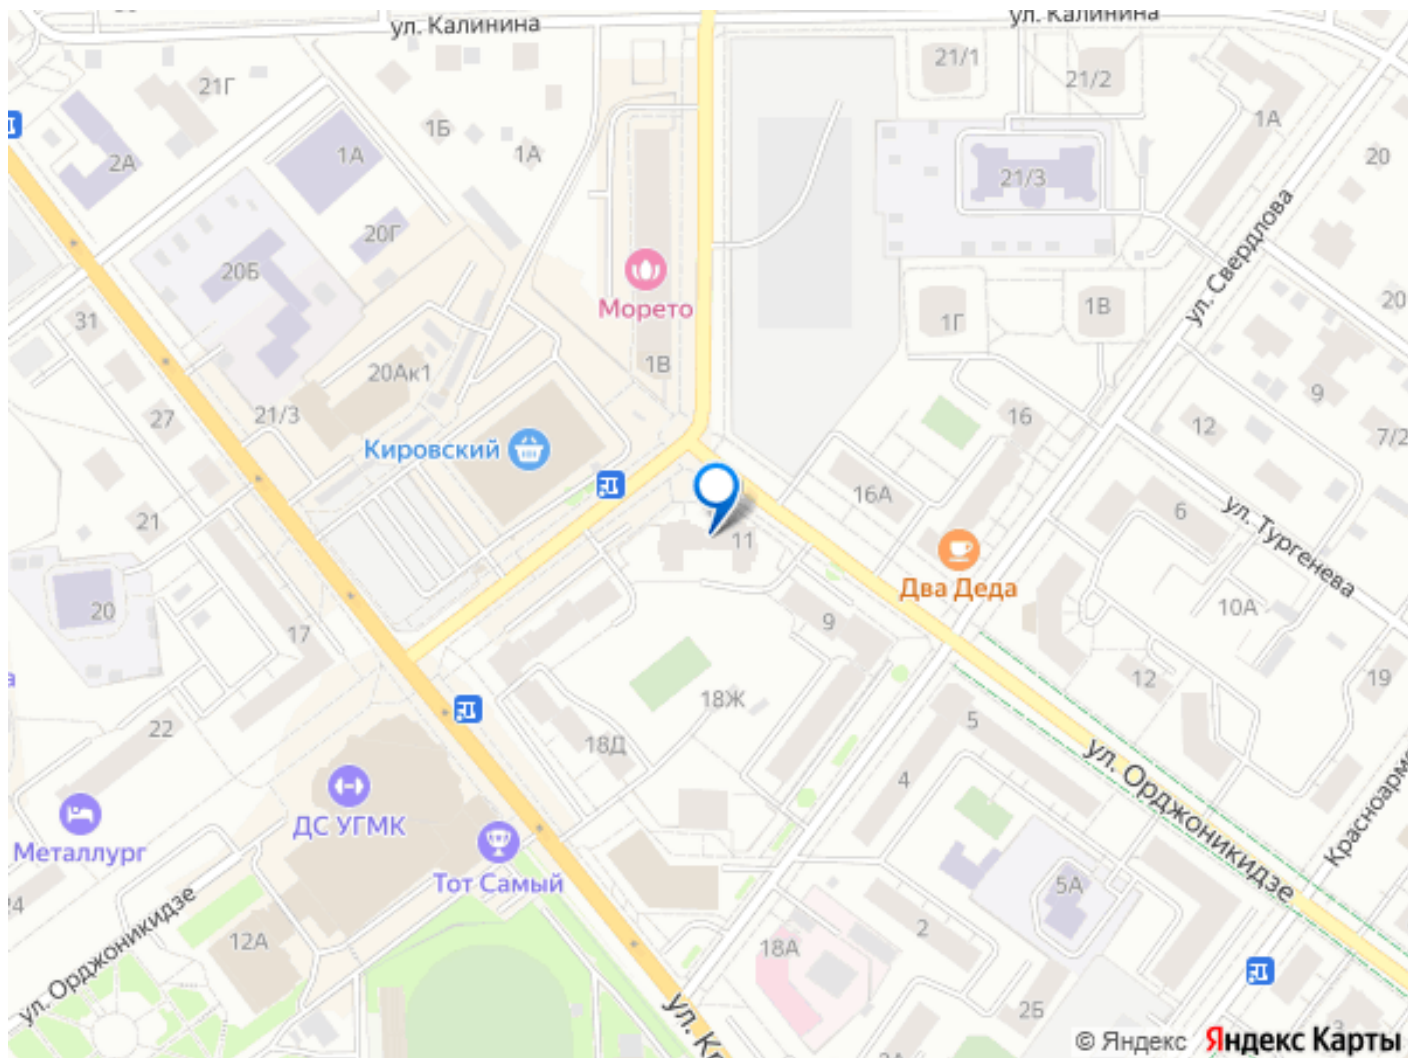 ул. Калинина
ул. Калинина
21/1
21/2
21Г
1А
1Б
2А
1А
1А
20
21/3
20Г
20Б
ул. Свердлова
Морето
20
31
1Г
1В
1В
20Ак1
9
21/3
27
16
12
7/2
Кировский
16А
21
6
11
ул. Тургенева
Два Деда
20
10А
17
9
12
19
18Ж
22
5
18Д
4
ул. Орджоникидзе
ДС УГМК
Металлург
Тот Самый
5А
24
ул. Орджоникидзе
12А
2
18А
2Б
2А
3
© Яндекс Яндекс Карты